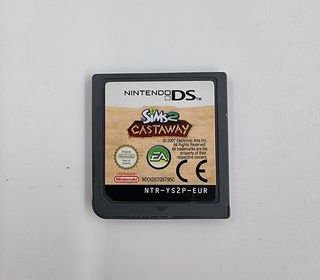 NINTENDO DS™
The
SiMS 2
CASTAWAY
© 2007 Electronic Arts Inc.
All Rights Reserved.
All trademarks are the
property of their
respective owners.
EA
CE
Nintendo
NTR-YS2P-EUR